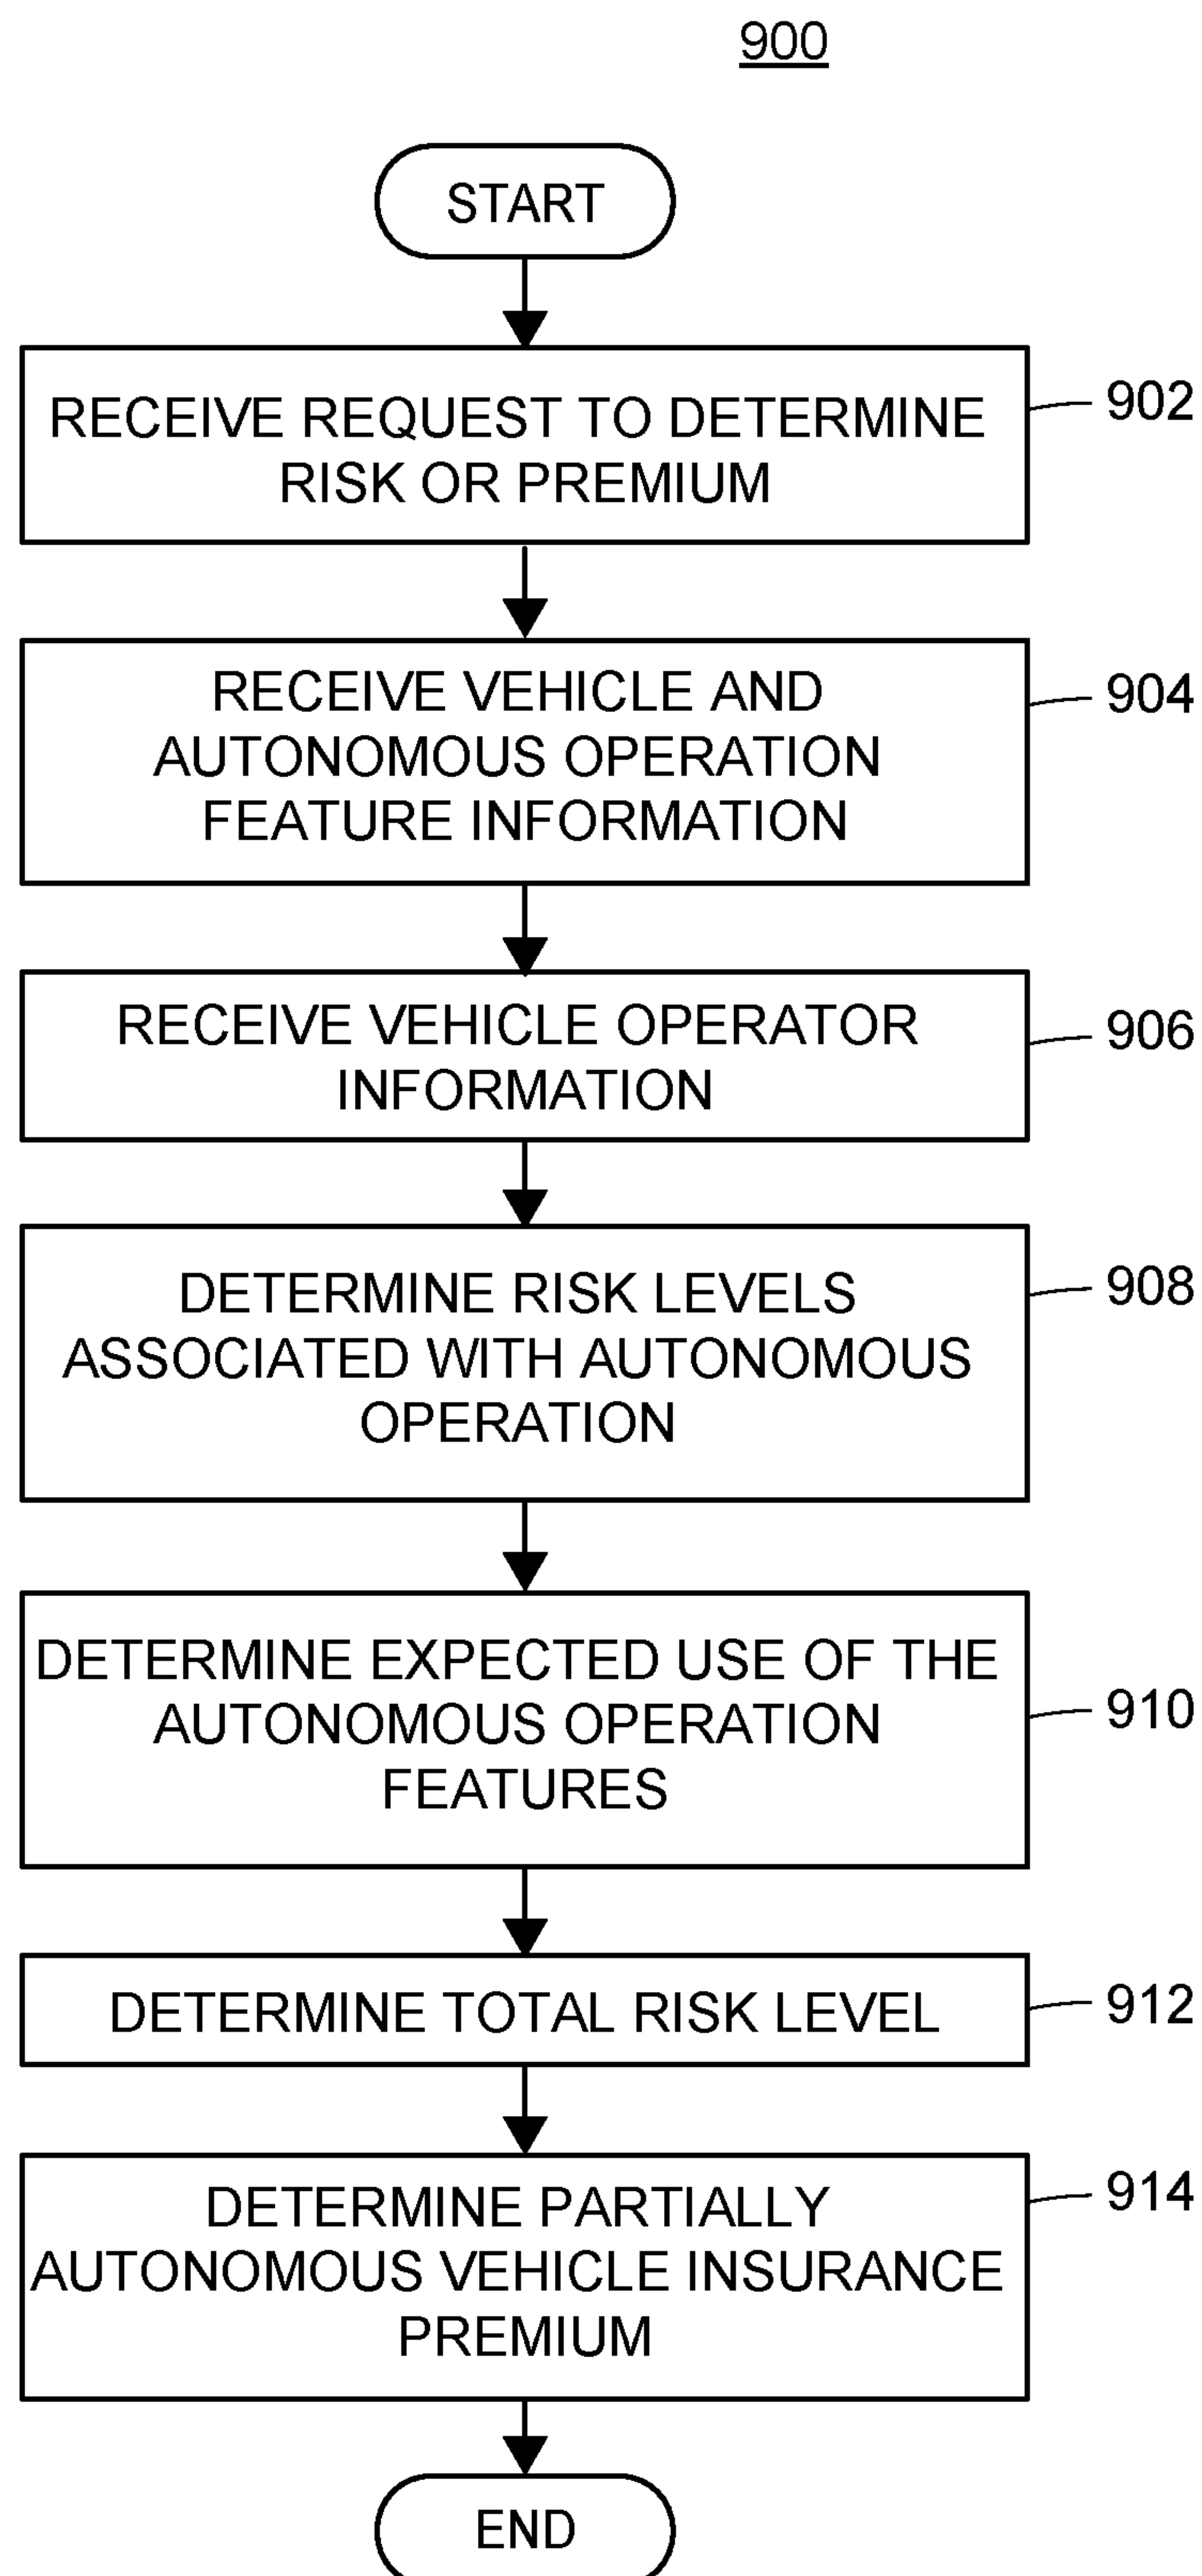 900
START
RECEIVE REQUEST TO DETERMINE
RISK OR PREMIUM
902
RECEIVE VEHICLE AND
AUTONOMOUS OPERATION
FEATURE INFORMATION
904
RECEIVE VEHICLE OPERATOR
INFORMATION
906
DETERMINE RISK LEVELS
ASSOCIATED WITH AUTONOMOUS
OPERATION
908
DETERMINE EXPECTED USE OF THE
AUTONOMOUS OPERATION
FEATURES
910
DETERMINE TOTAL RISK LEVEL
912
DETERMINE PARTIALLY
AUTONOMOUS VEHICLE INSURANCE
PREMIUM
914
END